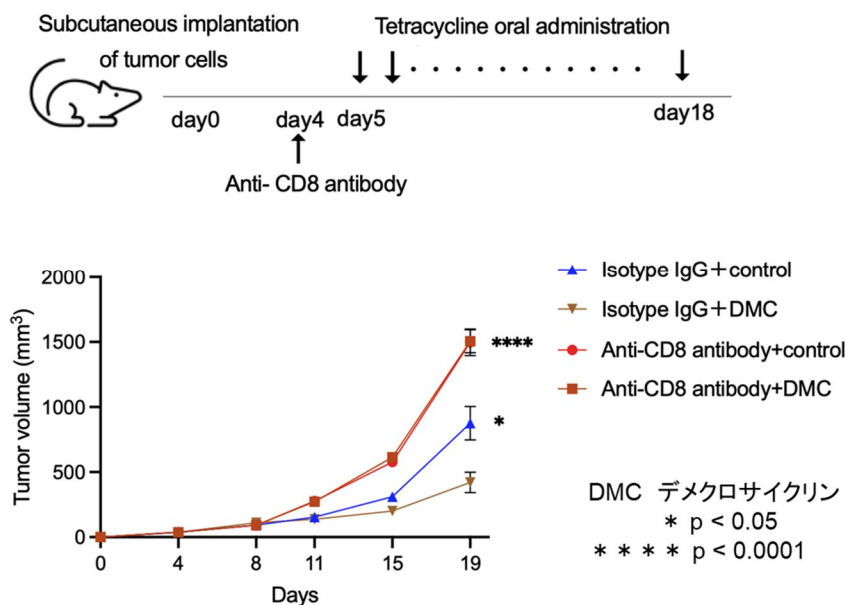 Subcutaneous implantation
of tumor cells
Tetracycline oral administration
day0
day4
day5
day18
Anti- CD8 antibody
2000
1500
1000
500
0
Tumor volume (mm³)
0 4 8 11 15 19
Days
****
*
Isotype IgG+control
Isotype IgG+DMC
Anti-CD8 antibody+control
Anti-CD8 antibody+DMC
DMC デメクロサイクリン
* p < 0.05
* * * * p < 0.0001